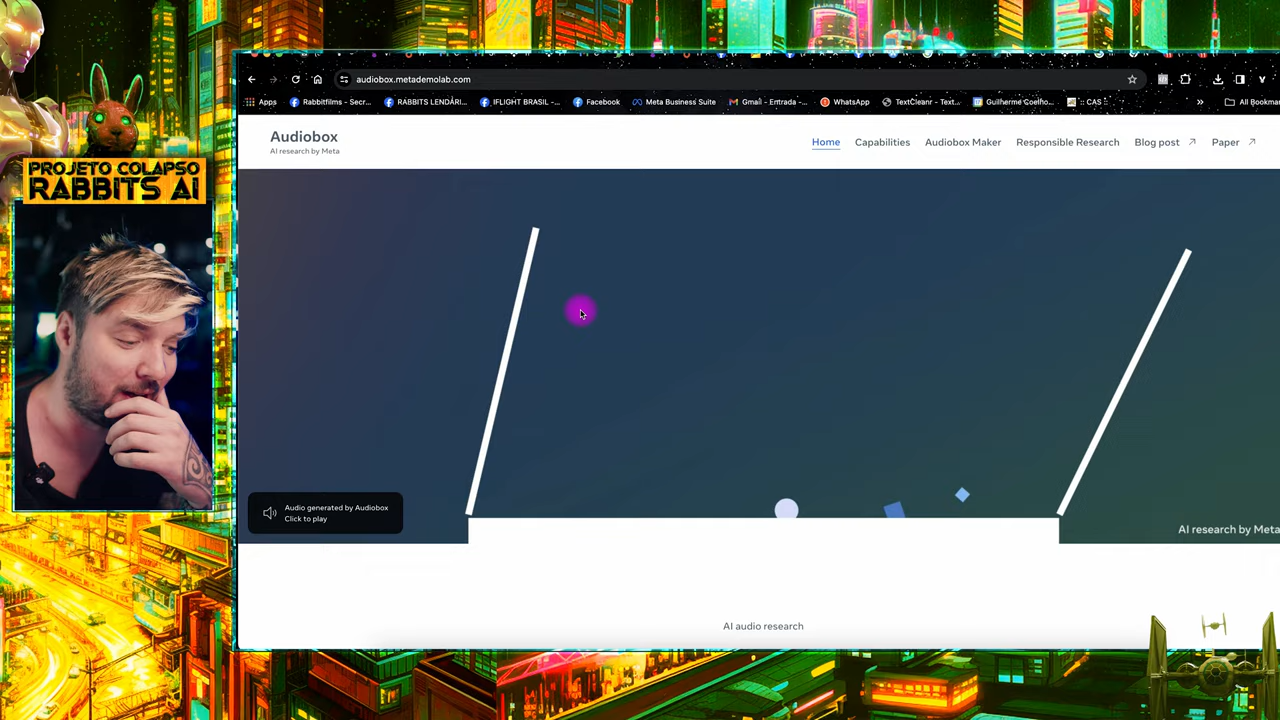 audiobox.metademolab.com
Apps
Rabbitfilms – Secr...
RABBITS LENDÁRI...
IFLIGHT BRASIL -...
Facebook
Meta Business Suite
Gmail - Entrada -...
WhatsApp
TextCleanr - Text...
Guilherme Coelho...
:: CAS :
All Bookmar
Audiobox
AI research by Meta
Home
Capabilities
Audiobox Maker
Responsible Research
Blog post
Paper
PROJETO COLAPSO
RABBITS AI
Audio generated by Audiobox
Click to play
AI research by Meta
AI audio research